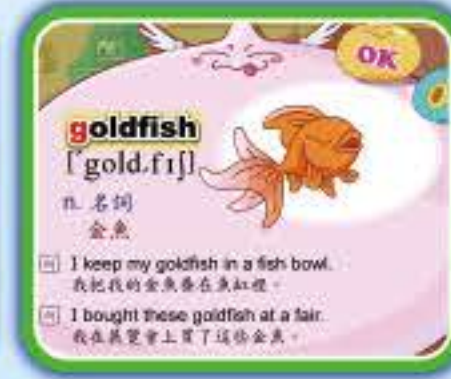 OK
goldfish
[ˋgold͵fɪʃ]
n. 名詞
金魚
例 I keep my goldfish in a fish bowl.
我把我的金魚養在魚缸裡。
例 I bought these goldfish at a fair.
我在展覽會上買了這些金魚。